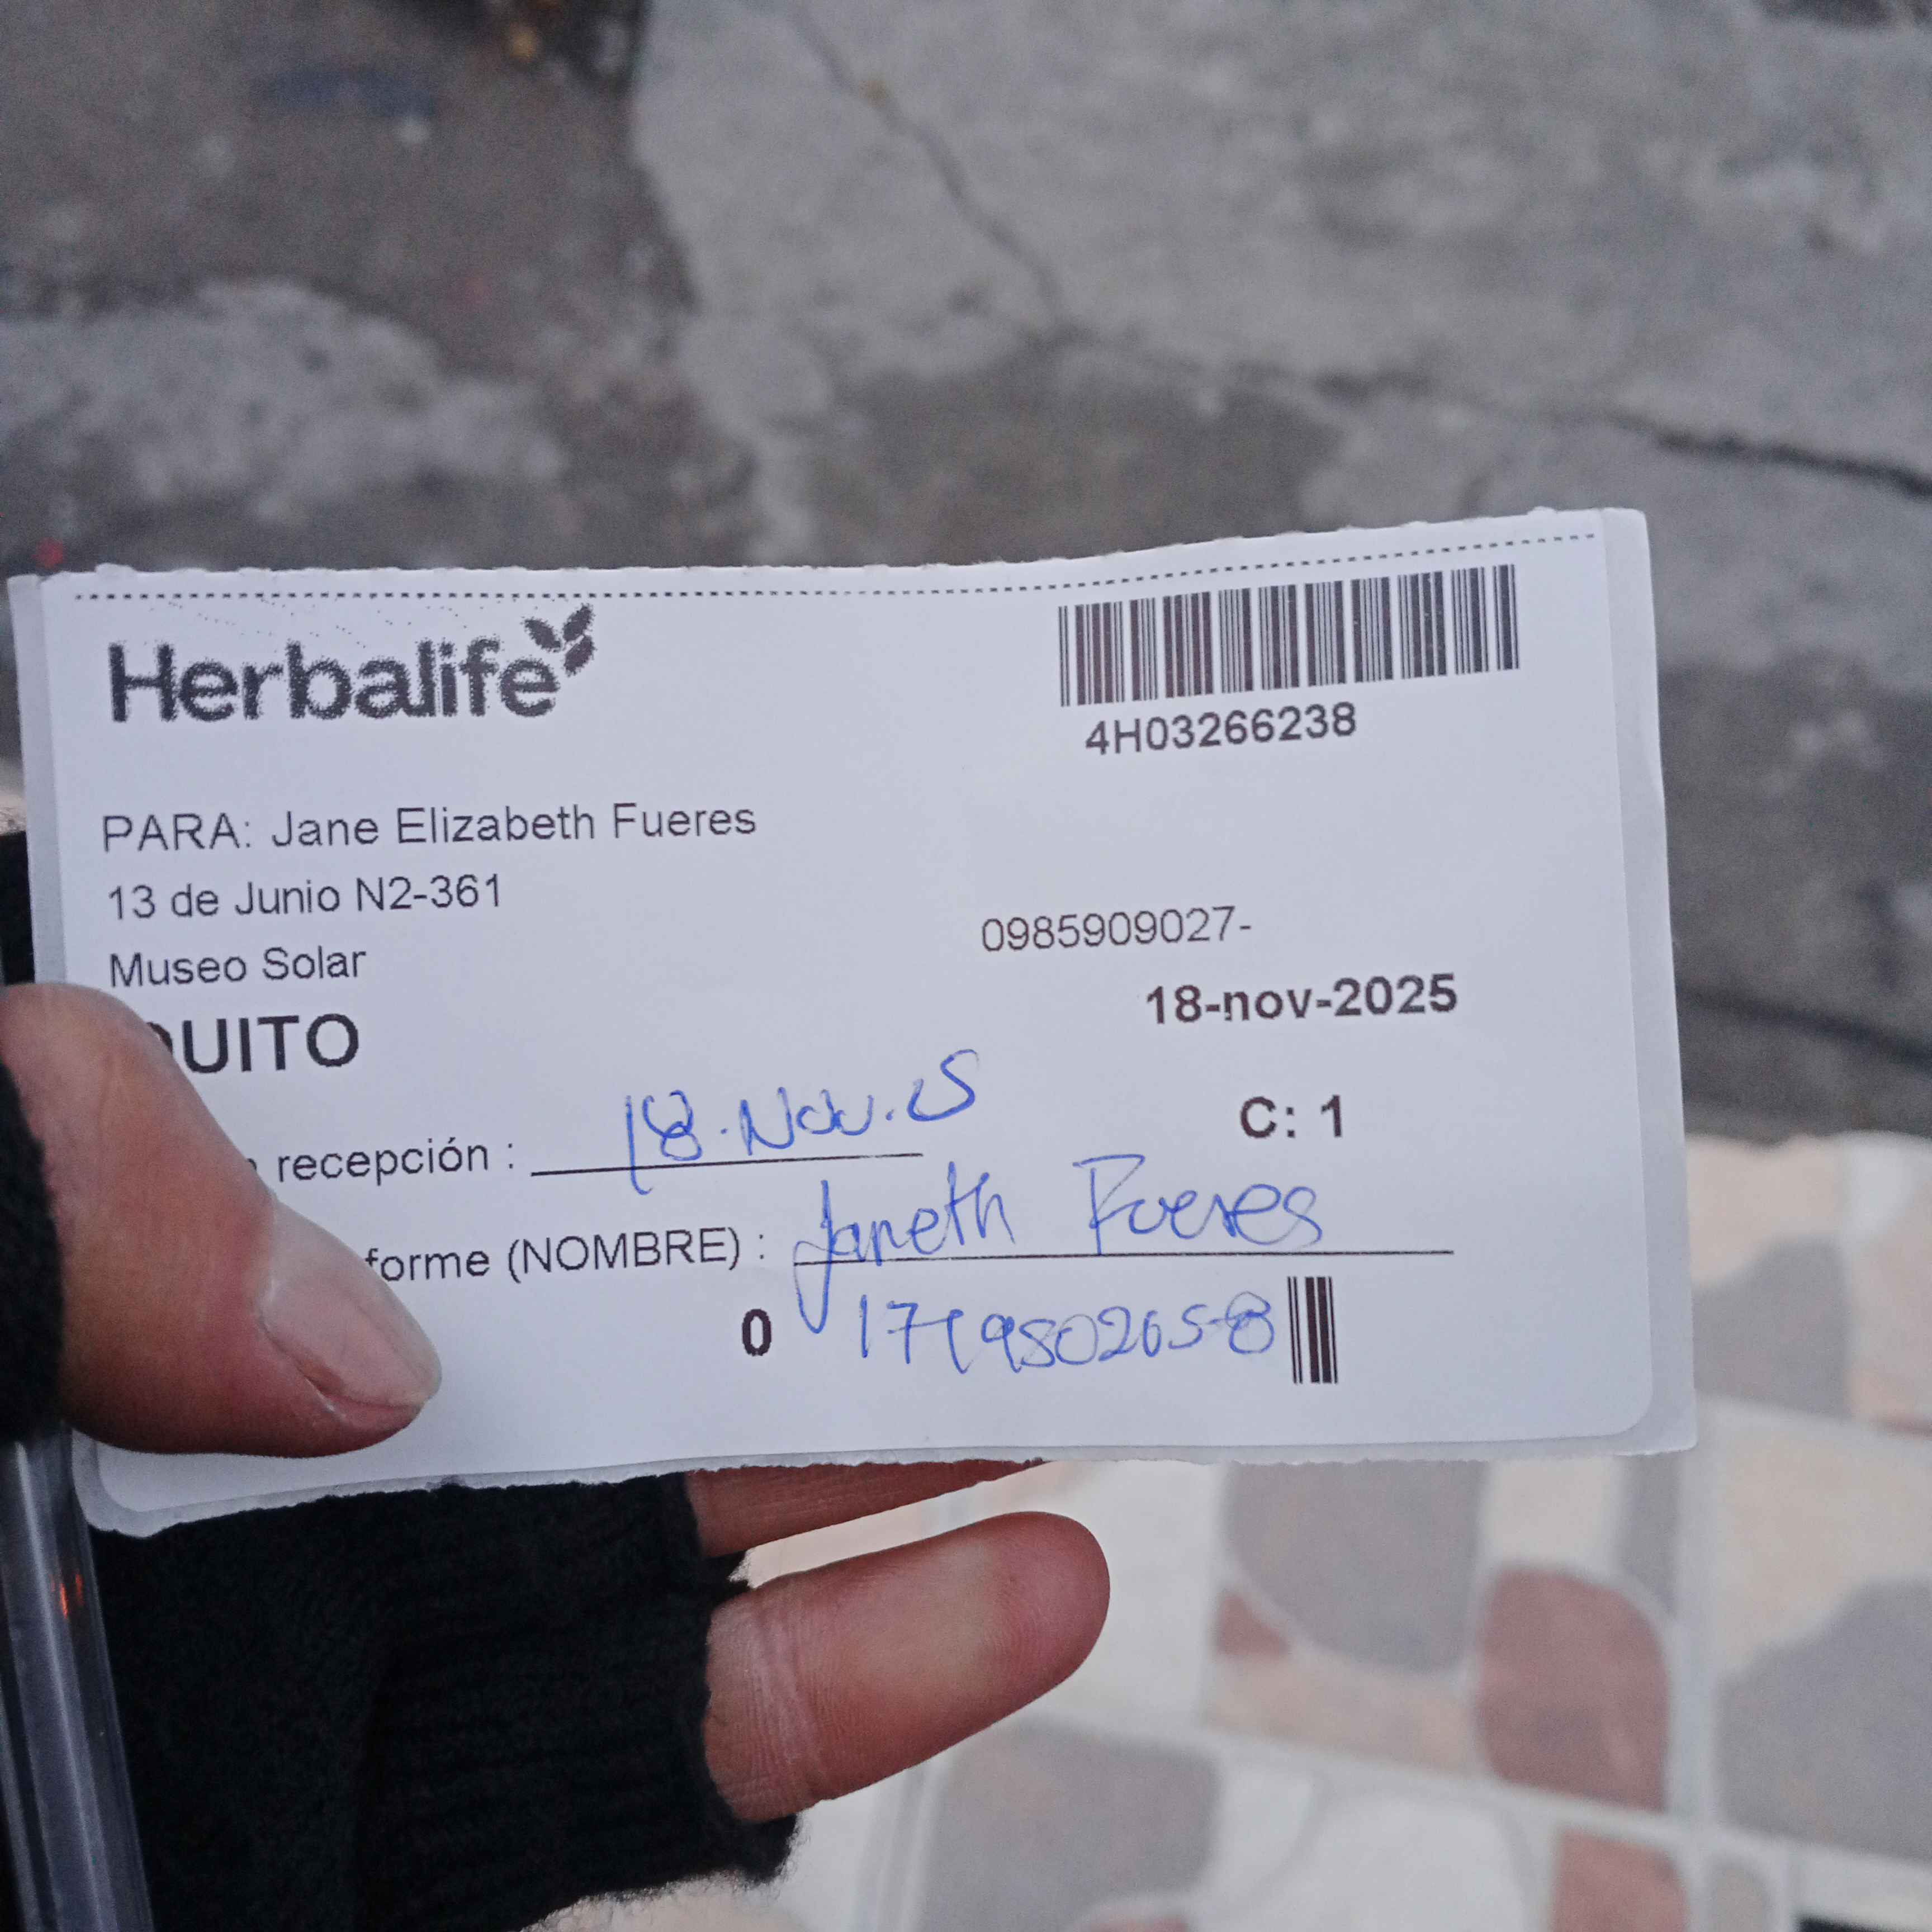 Herbalife
4H03266238
PARA: Jane Elizabeth Fueres
13 de Junio N2-361
0985909027-
Museo Solar
18-nov-2025
QUITO
C: 1
recepción : 18.Nov.25
forme (NOMBRE) : Janeth Fueres
0